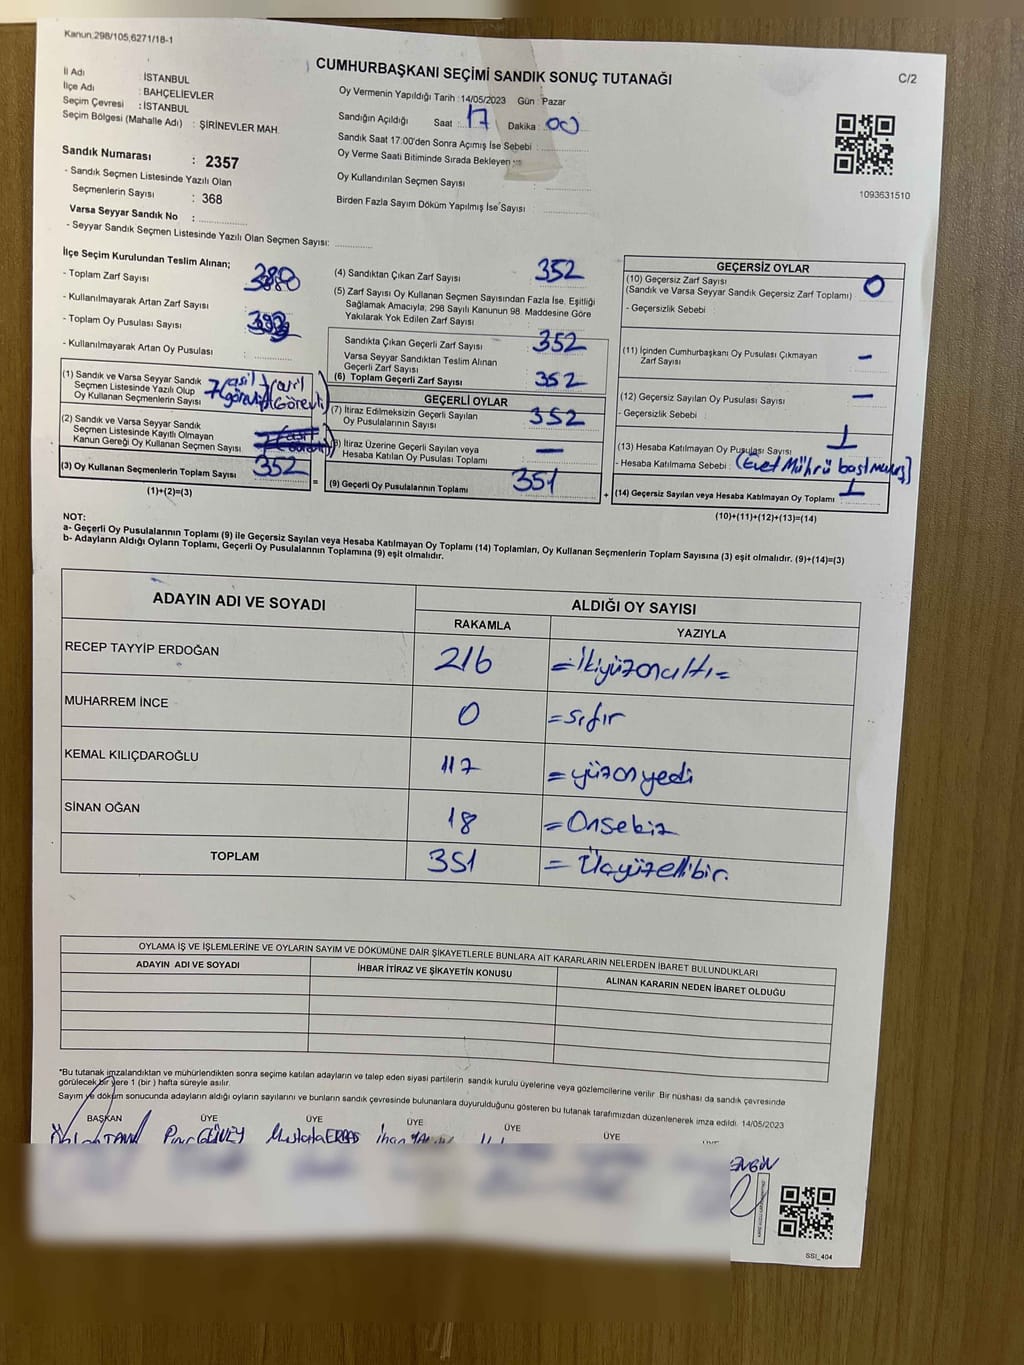 Kanun.298/105,6271/18-1
CUMHURBAŞKANI SEÇİMİ SANDIK SONUÇ TUTANAĞI
C/2
İl Adı : İSTANBUL
İlçe Adı : BAHÇELİEVLER
Seçim Çevresi : İSTANBUL
Seçim Bölgesi (Mahalle Adı) : ŞİRİNEVLER MAH.
Sandık Numarası : 2357
- Sandık Seçmen Listesinde Yazılı Olan
Seçmenlerin Sayısı : 368
Varsa Seyyar Sandık No :
- Seyyar Sandık Seçmen Listesinde Yazılı Olan Seçmen Sayısı:
Oy Vermenin Yapıldığı Tarih : 14/05/2023 Gün : Pazar
Sandığın Açıldığı Saat : 17 Dakika : 00
Sandık Saat 17:00'den Sonra Açımış İse Sebebi :
Oy Verme Saati Bitiminde Sırada Bekleyen
Oy Kullandırılan Seçmen Sayısı :
Birden Fazla Sayım Döküm Yapılmış İse Sayısı :
1093631510
İlçe Seçim Kurulundan Teslim Alınan;
- Toplam Zarf Sayısı :
- Kullanılmayarak Artan Zarf Sayısı :
- Toplam Oy Pusulası Sayısı :
- Kullanılmayarak Artan Oy Pusulası :
(1) Sandık ve Varsa Seyyar Sandık
Seçmen Listesinde Yazılı Olup
Oy Kullanan Seçmenlerin Sayısı
(2) Sandık ve Varsa Seyyar Sandık
Seçmen Listesinde Kayıtlı Olmayan
Kanun Gereği Oy Kullanan Seçmen Sayısı
(3) Oy Kullanan Seçmenlerin Toplam Sayısı 352
(1)+(2)=(3)
(4) Sandıktan Çıkan Zarf Sayısı : 352
(5) Zarf Sayısı Oy Kullanan Seçmen Sayısından Fazla İse, Eşitliği
Sağlamak Amacıyla, 298 Sayılı Kanunun 98. Maddesine Göre
Yakılarak Yok Edilen Zarf Sayısı :
Sandıkta Çıkan Geçerli Zarf Sayısı : 352
Varsa Seyyar Sandıktan Teslim Alınan
Geçerli Zarf Sayısı :
(6) Toplam Geçerli Zarf Sayısı : 352
GEÇERLİ OYLAR
(7) İtiraz Edilmeksizin Geçerli Sayılan
Oy Pusulalarının Sayısı : 352
(8) İtiraz Üzerine Geçerli Sayılan veya
Hesaba Katılan Oy Pusulası Toplamı : —
= (9) Geçerli Oy Pusulalarının Toplamı 351
GEÇERSİZ OYLAR
(10) Geçersiz Zarf Sayısı 0
(Sandık ve Varsa Seyyar Sandık Geçersiz Zarf Toplamı) :
- Geçersizlik Sebebi
(11) İçinden Cumhurbaşkanı Oy Pusulası Çıkmayan
Zarf Sayısı : —
(12) Geçersiz Sayılan Oy Pusulası Sayısı : —
- Geçersizlik Sebebi :
(13) Hesaba Katılmayan Oy Pusulası Sayısı : 1
- Hesaba Katılmama Sebebi :
+ (14) Geçersiz Sayılan veya Hesaba Katılmayan Oy Toplamı 1
(10)+(11)+(12)+(13)=(14)
NOT:
a- Geçerli Oy Pusulalarının Toplamı (9) ile Geçersiz Sayılan veya Hesaba Katılmayan Oy Toplamı (14) Toplamları, Oy Kullanan Seçmenlerin Toplam Sayısına (3) eşit olmalıdır. (9)+(14)=(3)
b- Adayların Aldığı Oyların Toplamı, Geçerli Oy Pusulalarının Toplamına (9) eşit olmalıdır.
ADAYIN ADI VE SOYADI ALDIĞI OY SAYISI
RAKAMLA YAZIYLA
RECEP TAYYİP ERDOĞAN 216 =İkiyüzonaltı=
MUHARREM İNCE 0 =sıfır
KEMAL KILIÇDAROĞLU 117 =yüzonyedi
SİNAN OĞAN 18 =Onsekiz
TOPLAM 351 = Üçyüzellibir.
OYLAMA İŞ VE İŞLEMLERİNE VE OYLARIN SAYIM VE DÖKÜMÜNE DAİR ŞİKAYETLERLE BUNLARA AİT KARARLARIN NELERDEN İBARET BULUNDUKLARI
ADAYIN ADI VE SOYADI İHBAR İTİRAZ VE ŞİKAYETİN KONUSU ALINAN KARARIN NEDEN İBARET OLDUĞU
*Bu tutanak imzalandıktan ve mühürlendikten sonra seçime katılan adayların ve talep eden siyasi partilerin sandık kurulu üyelerine veya gözlemcilerine verilir. Bir nüshası da sandık çevresinde
görülecek bir yere 1 (bir) hafta süreyle asılır.
Sayım ve döküm sonucunda adayların aldığı oyların sayılarını ve bunların sandık çevresinde bulunanlara duyurulduğunu gösteren bu tutanak tarafımızdan düzenlenerek imza edildi. 14/05/2023
BAŞKAN ÜYE ÜYE ÜYE ÜYE ÜYE
Mustafa ERBAŞ
SSI_404